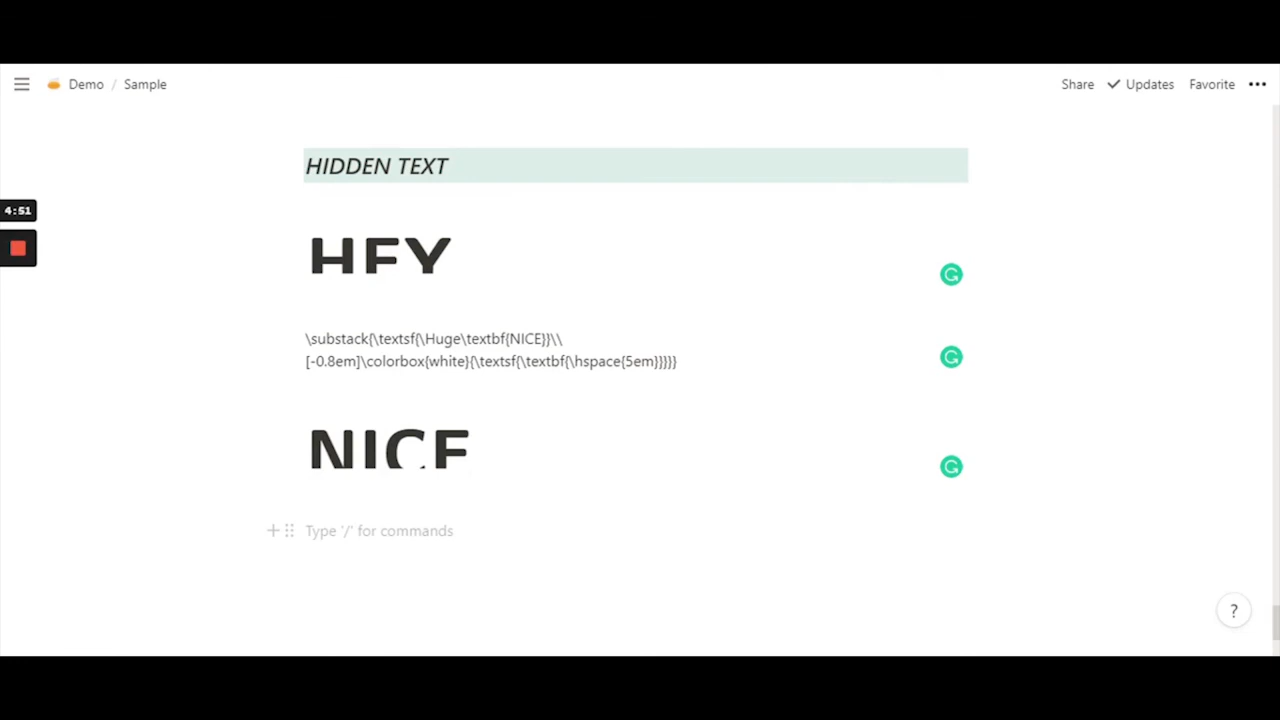 Demo / Sample
Share ✓ Updates Favorite •••
HIDDEN TEXT
4:51
HEY
\substack{\textsf{\Huge\textbf{NICE}}\\
[-0.8em]\colorbox{white}{\textsf{\textbf{\hspace{5em}}}}}
NICE
Type '/' for commands
?